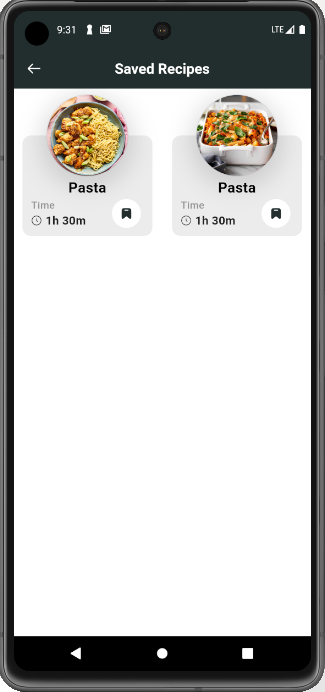 9:31
LTE
Saved Recipes
Pasta
Time
1h 30m
Pasta
Time
1h 30m